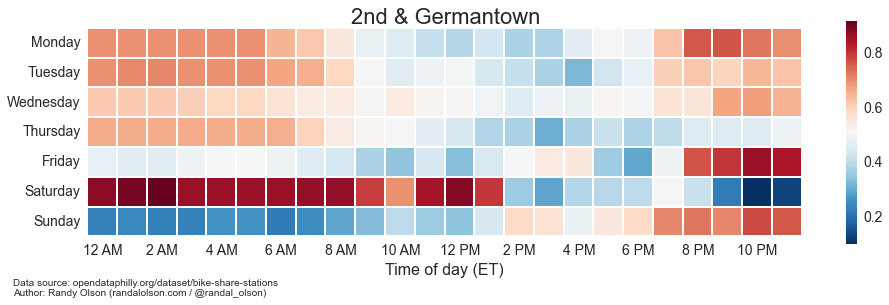 2nd & Germantown
Monday
Tuesday
Wednesday
Thursday
Friday
Saturday
Sunday
12 AM 2 AM 4 AM 6 AM 8 AM 10 AM 12 PM 2 PM 4 PM 6 PM 8 PM 10 PM
Time of day (ET)
0.8
0.6
0.4
0.2
Data source: opendataphilly.org/dataset/bike-share-stations
Author: Randy Olson (randalolson.com / @randal_olson)